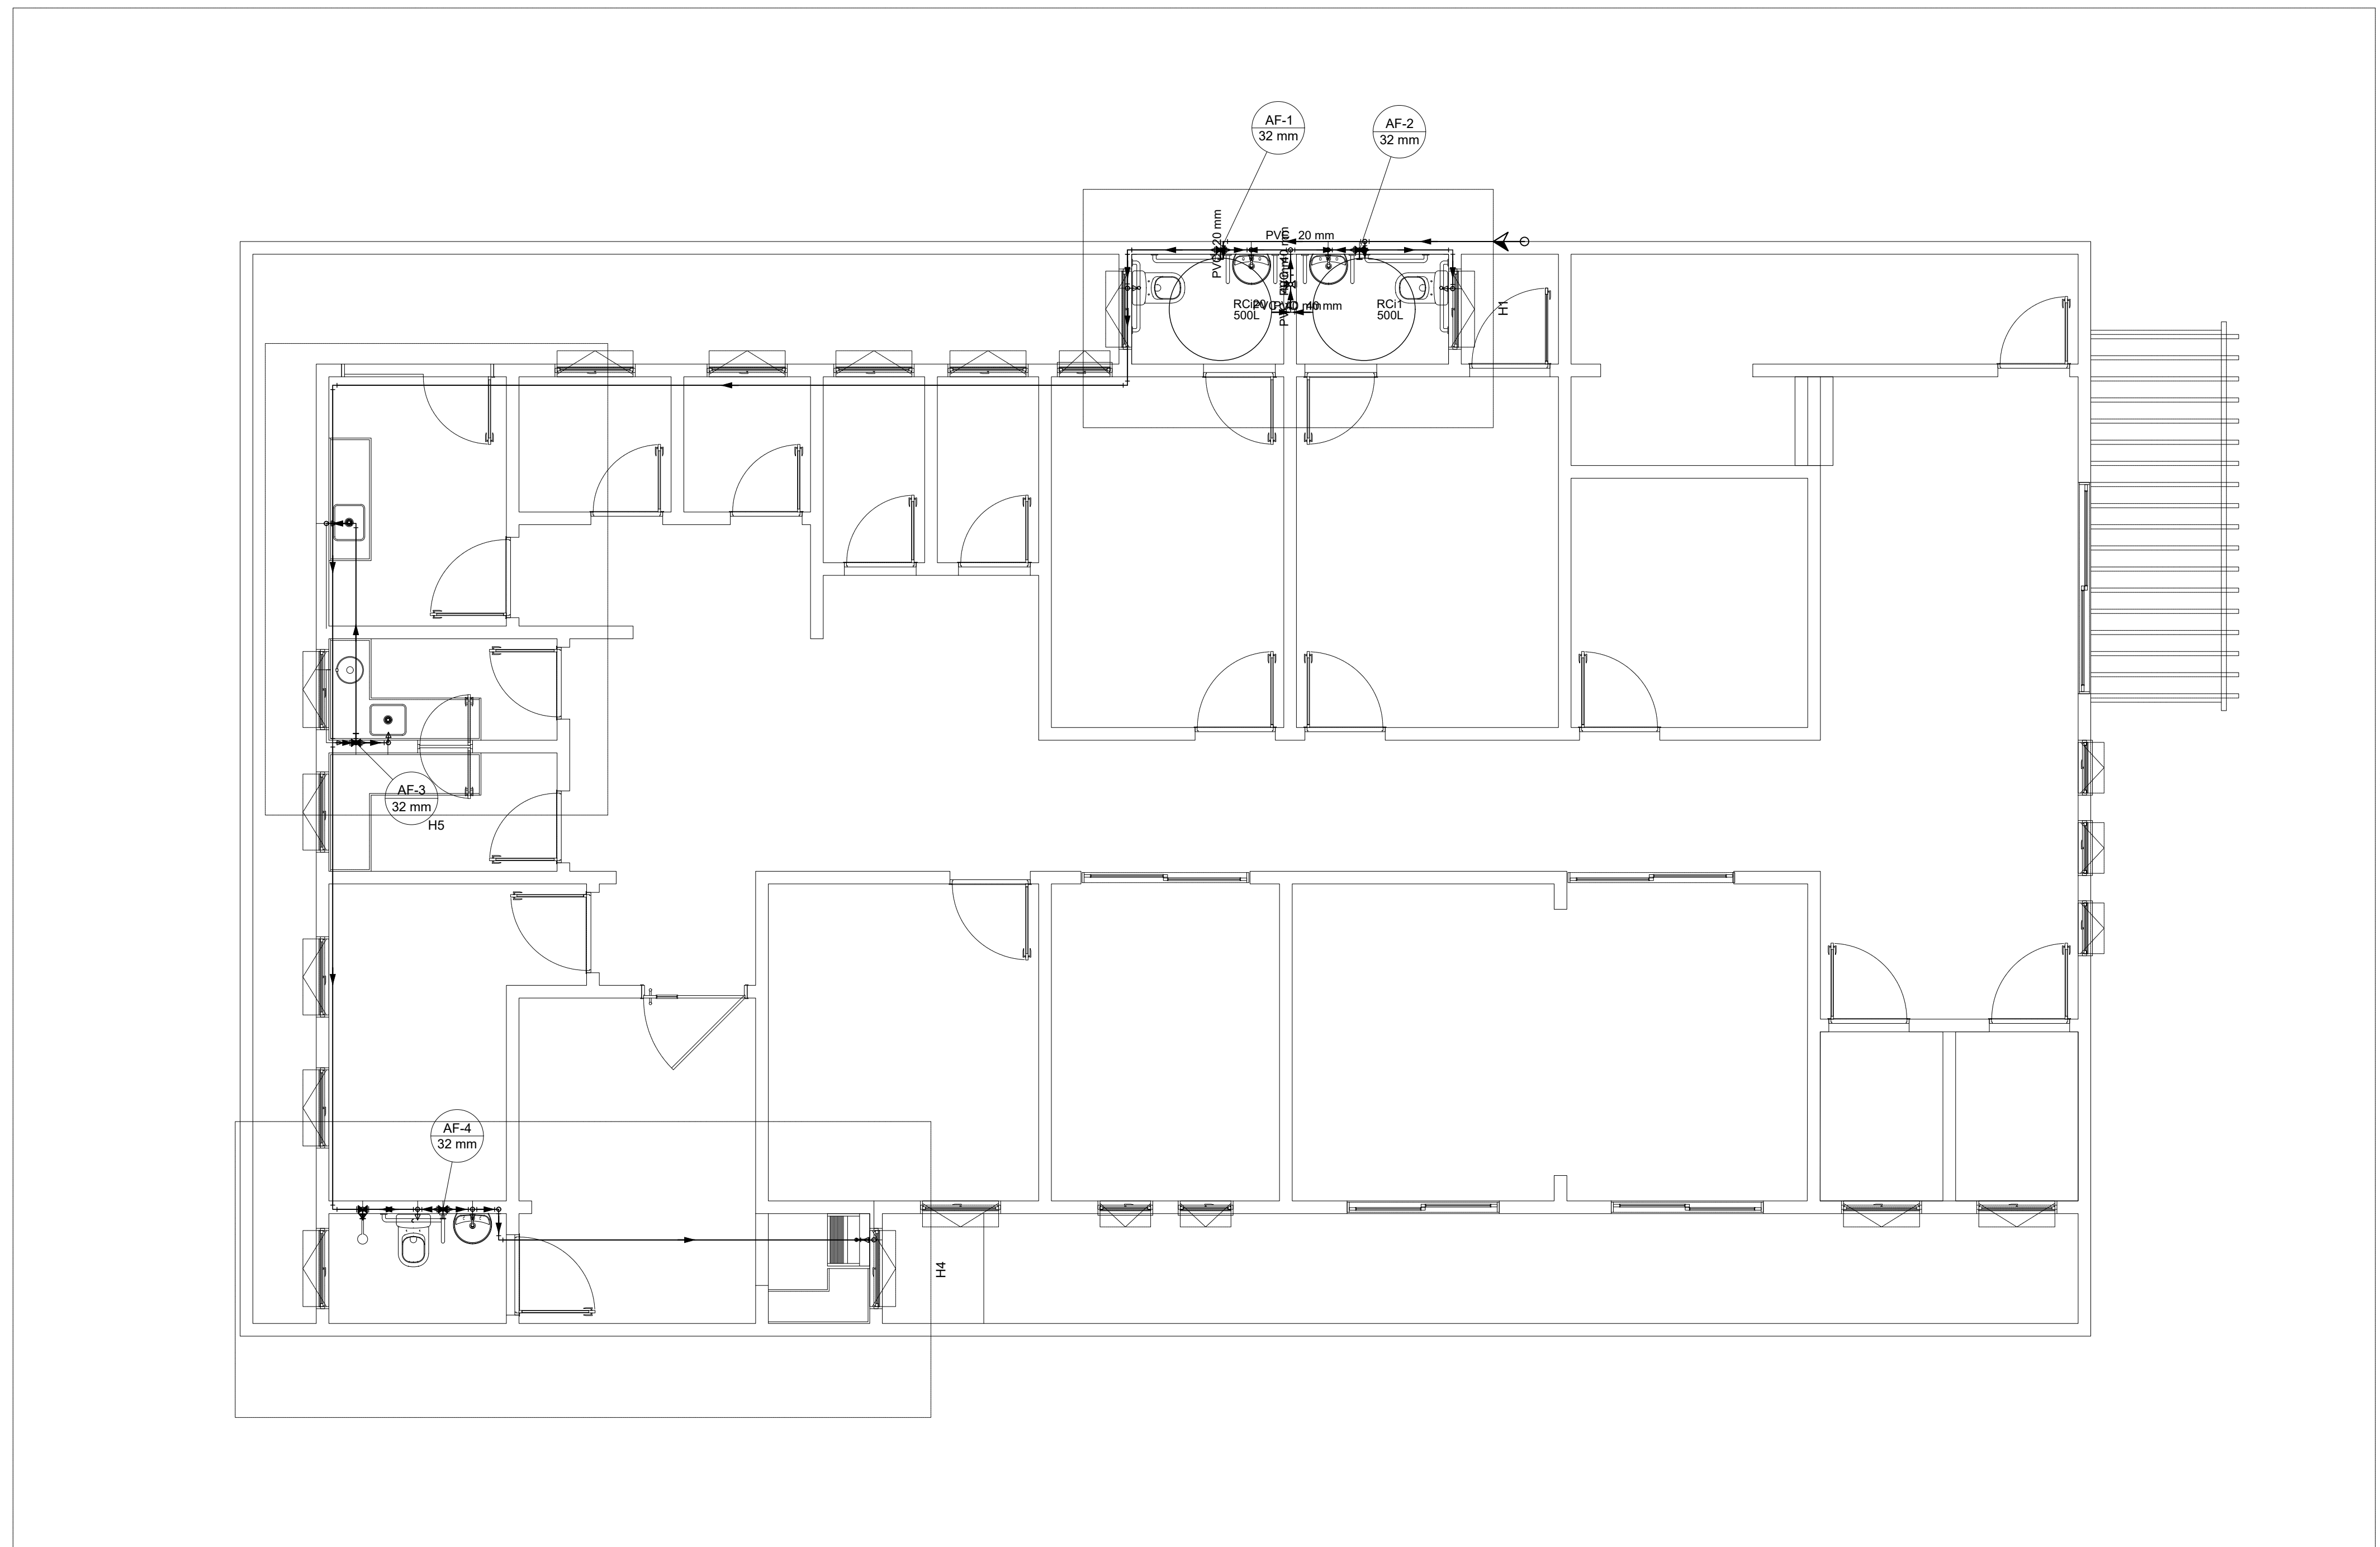 AF-1
32 mm
AF-2
32 mm
PVC 20 mm
PVC 20 mm
RCi2
500L
RCi1
500L
H1
AF-3
32 mm
H5
AF-4
32 mm
H4